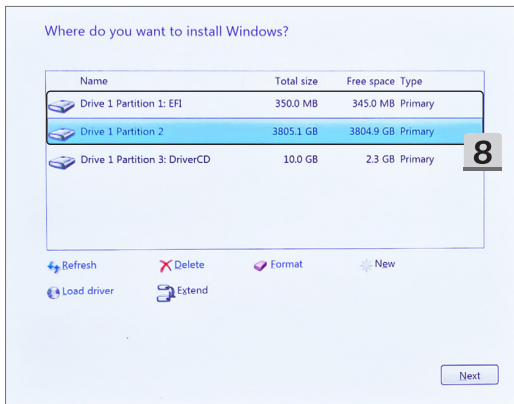 Where do you want to install Windows?
Name Total size Free space Type
Drive 1 Partition 1: EFI 350.0 MB 345.0 MB Primary
Drive 1 Partition 2 3805.1 GB 3804.9 GB Primary
Drive 1 Partition 3: DriverCD 10.0 GB 2.3 GB Primary
8
Refresh Delete Format New
Load driver Extend
Next